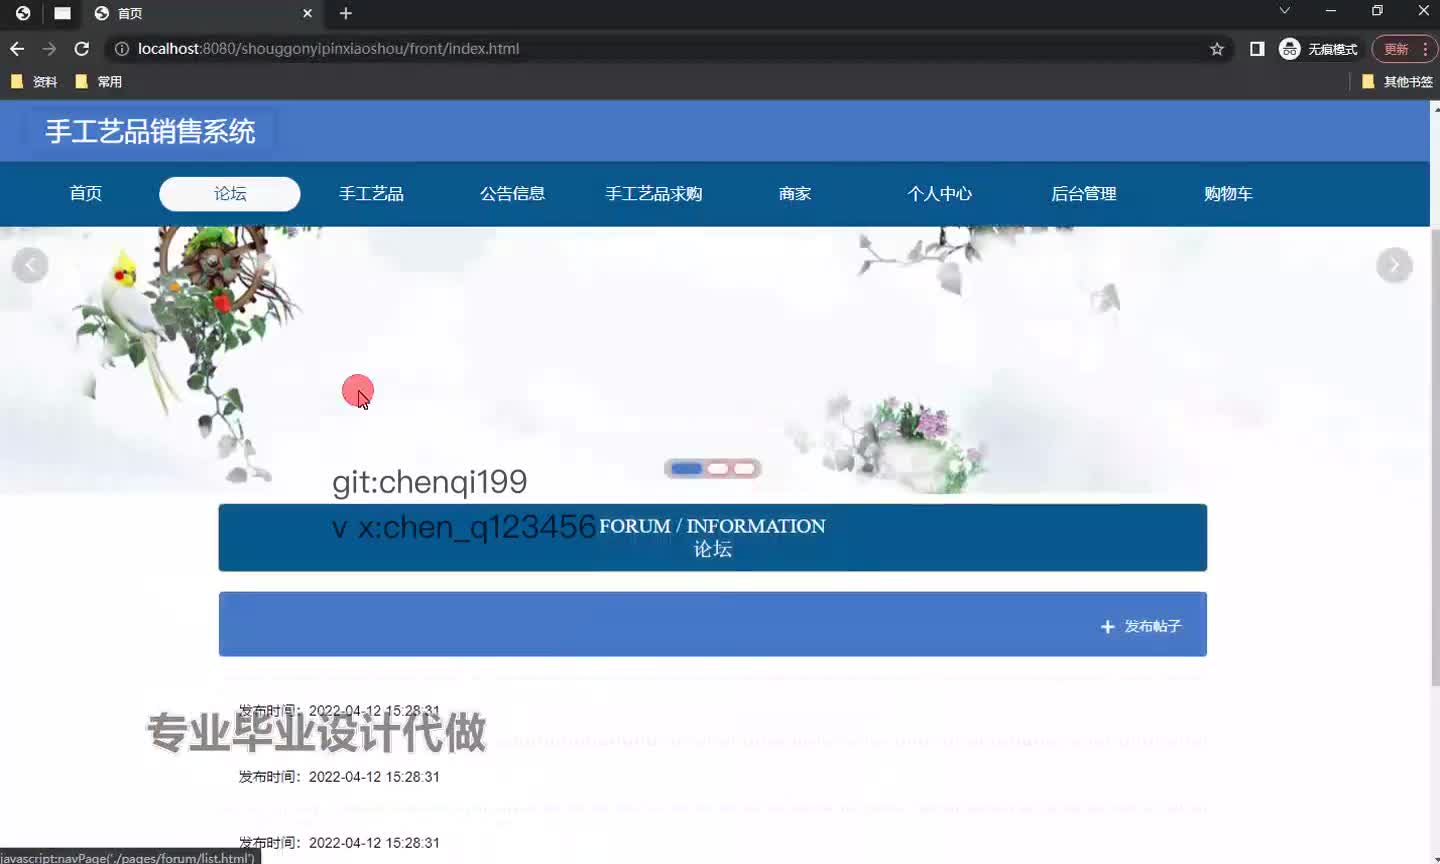 首页
localhost:8080/shouggonyipinxiaoshou/front/index.html
无痕模式
更新
资料
常用
其他书签
手工艺品销售系统
首页
论坛
手工艺品
公告信息
手工艺品求购
商家
个人中心
后台管理
购物车
git:chenqi199
v x:chen_q123456
FORUM / INFORMATION
论坛
发布帖子
发布时间：2022-04-12 15:28:31
专业毕业设计代做
发布时间：2022-04-12 15:28:31
发布时间：2022-04-12 15:28:31
javascript:navPage('./pages/forum/list.html')